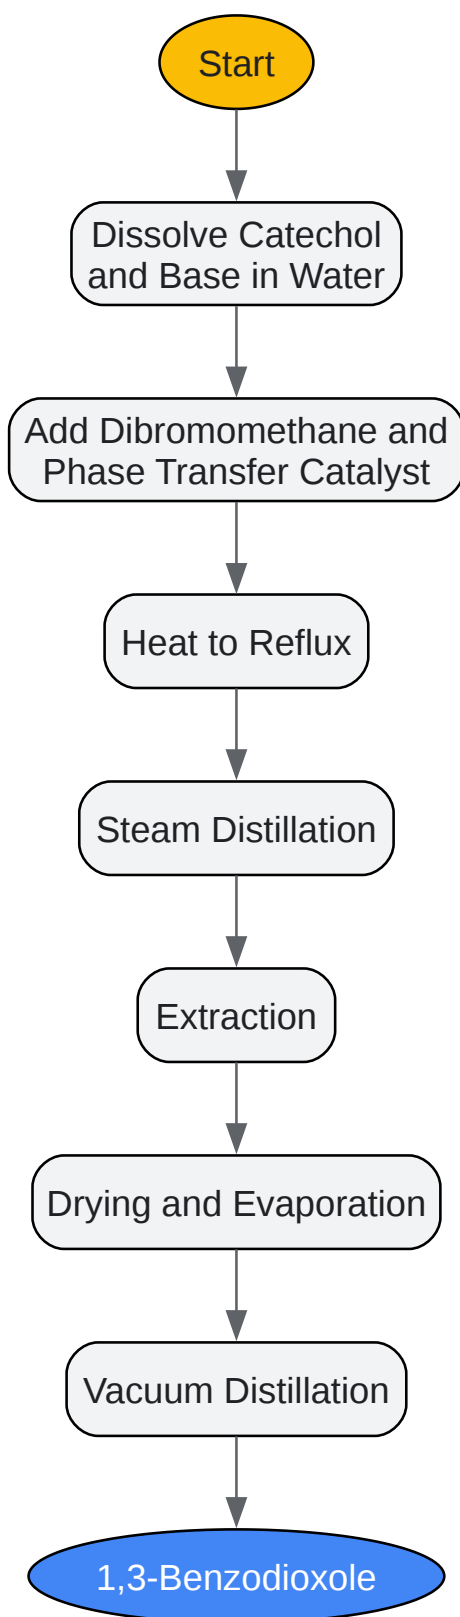 Start
Dissolve Catechol
and Base in Water
Add Dibromomethane and
Phase Transfer Catalyst
Heat to Reflux
Steam Distillation
Extraction
Drying and Evaporation
Vacuum Distillation
1,3-Benzodioxole